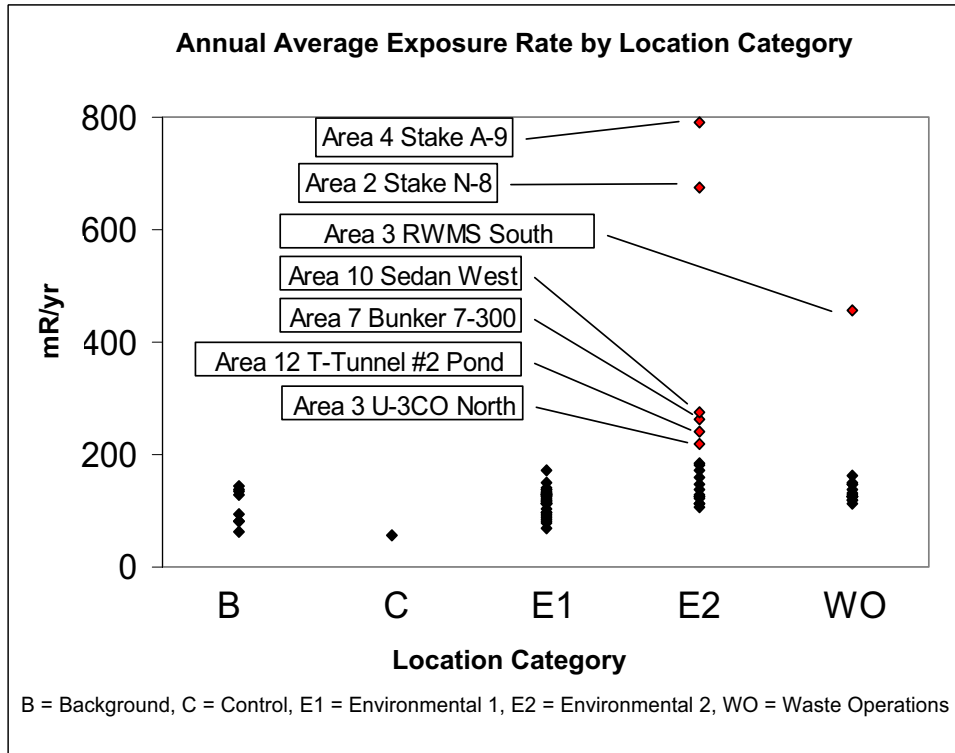 Annual Average Exposure Rate by Location Category
800
600
400
200
0
mR/yr
Area 4 Stake A-9
Area 2 Stake N-8
Area 3 RWMS South
Area 10 Sedan West
Area 7 Bunker 7-300
Area 12 T-Tunnel #2 Pond
Area 3 U-3CO North
B C E1 E2 WO
Location Category
B = Background, C = Control, E1 = Environmental 1, E2 = Environmental 2, WO = Waste Operations